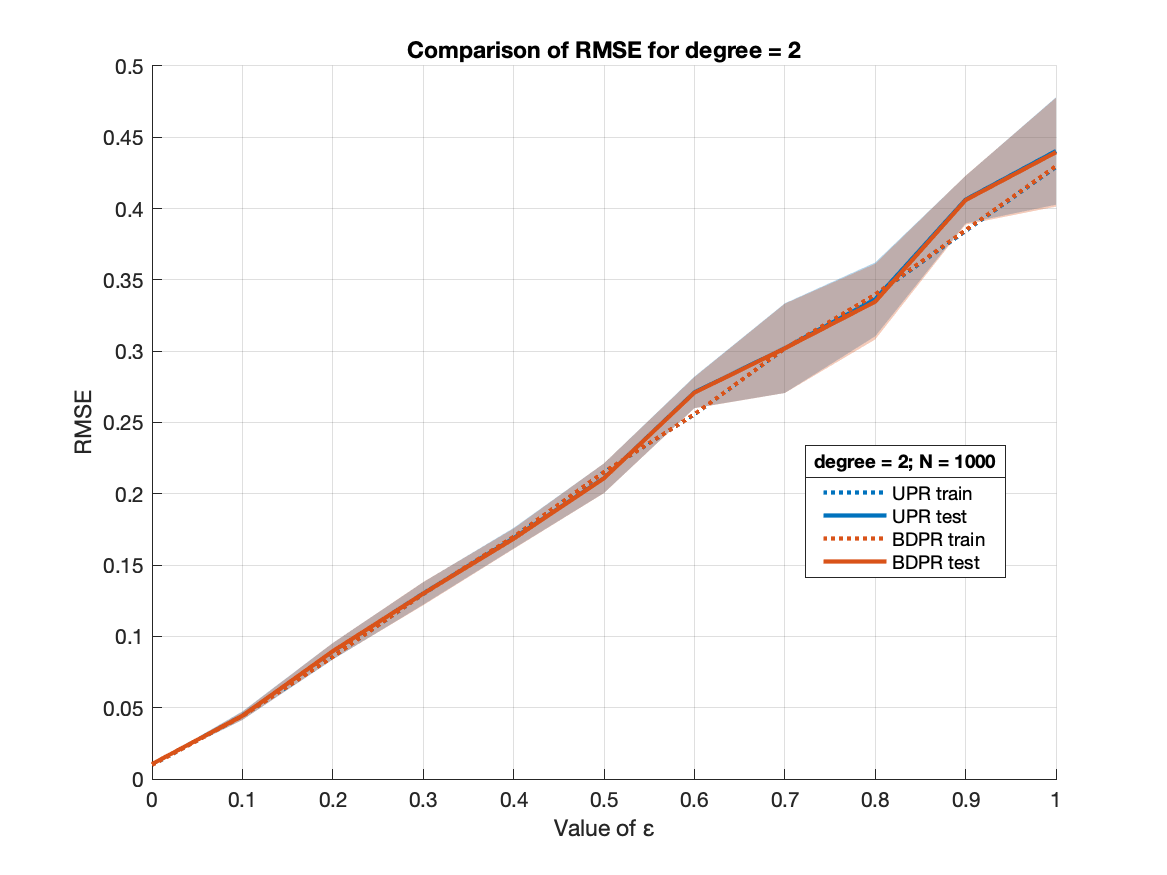 Comparison of RMSE for degree = 2
0.5
0.45
0.4
0.35
0.3
0.25
0.2
0.15
0.1
0.05
0
RMSE
degree = 2; N = 1000
UPR train
UPR test
BDPR train
BDPR test
0 0.1 0.2 0.3 0.4 0.5 0.6 0.7 0.8 0.9 1
Value of ε